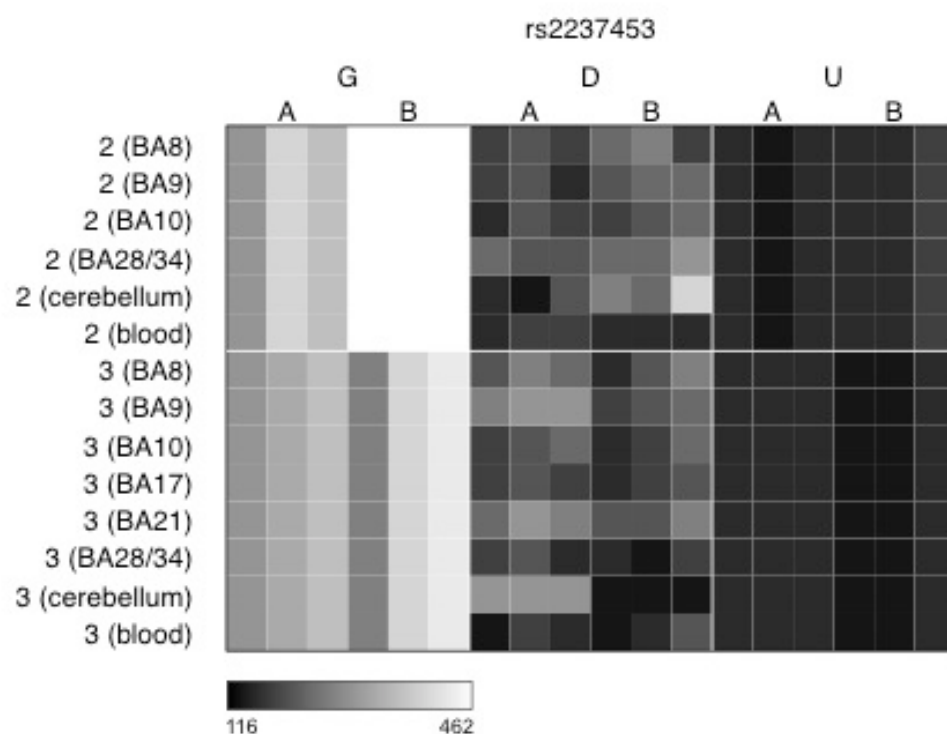 rs2237453
G D U
A B A B A B
2 (BA8)
2 (BA9)
2 (BA10)
2 (BA28/34)
2 (cerebellum)
2 (blood)
3 (BA8)
3 (BA9)
3 (BA10)
3 (BA17)
3 (BA21)
3 (BA28/34)
3 (cerebellum)
3 (blood)
116 462